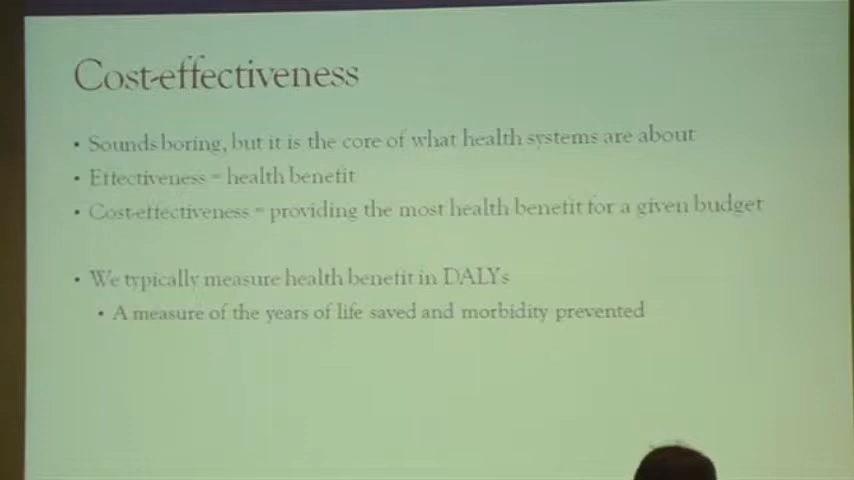 Cost-effectiveness
• Sounds boring, but it is the core of what health systems are about
• Effectiveness = health benefit
• Cost-effectiveness = providing the most health benefit for a given budget
• We typically measure health benefit in DALYs
• A measure of the years of life saved and morbidity prevented